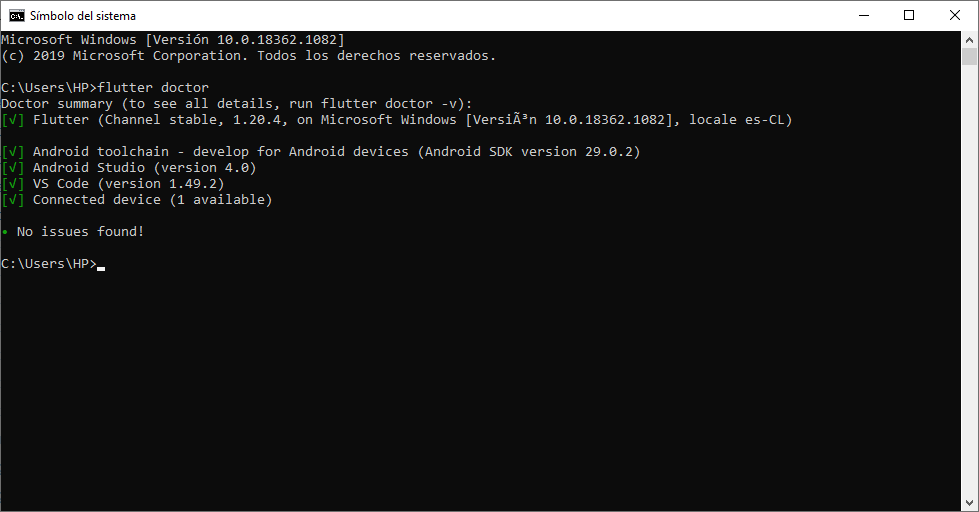 Símbolo del sistema
Microsoft Windows [Versión 10.0.18362.1082]
(c) 2019 Microsoft Corporation. Todos los derechos reservados.
C:\Users\HP>flutter doctor
Doctor summary (to see all details, run flutter doctor -v):
[√] Flutter (Channel stable, 1.20.4, on Microsoft Windows [VersiÃ³n 10.0.18362.1082], locale es-CL)
[√] Android toolchain - develop for Android devices (Android SDK version 29.0.2)
[√] Android Studio (version 4.0)
[√] VS Code (version 1.49.2)
[√] Connected device (1 available)
• No issues found!
C:\Users\HP>